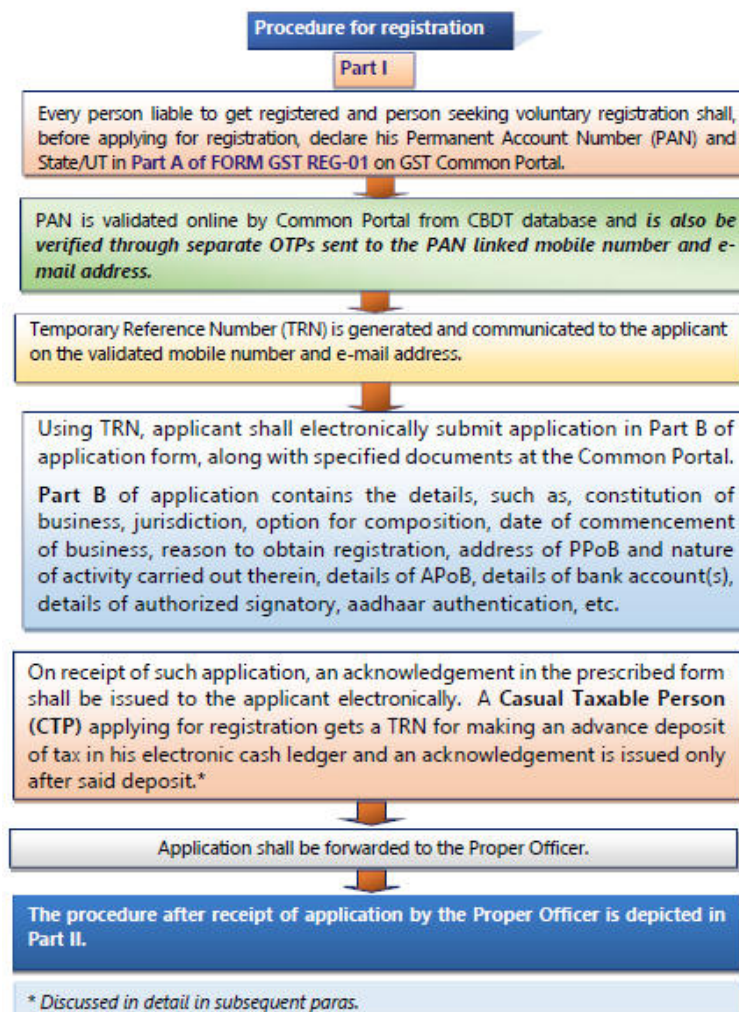 Procedure for registration
Part I
Every person liable to get registered and person seeking voluntary registration shall,
before applying for registration, declare his Permanent Account Number (PAN) and
State/UT in Part A of FORM GST REG-01 on GST Common Portal.
PAN is validated online by Common Portal from CBDT database and is also be
verified through separate OTPs sent to the PAN linked mobile number and e-
mail address.
Temporary Reference Number (TRN) is generated and communicated to the applicant
on the validated mobile number and e-mail address.
Using TRN, applicant shall electronically submit application in Part B of
application form, along with specified documents at the Common Portal.
Part B of application contains the details, such as, constitution of
business, jurisdiction, option for composition, date of commencement
of business, reason to obtain registration, address of PPoB and nature
of activity carried out therein, details of APoB, details of bank account(s),
details of authorized signatory, aadhaar authentication, etc.
On receipt of such application, an acknowledgement in the prescribed form
shall be issued to the applicant electronically. A Casual Taxable Person
(CTP) applying for registration gets a TRN for making an advance deposit
of tax in his electronic cash ledger and an acknowledgement is issued only
after said deposit.*
Application shall be forwarded to the Proper Officer.
The procedure after receipt of application by the Proper Officer is depicted in
Part II.
* Discussed in detail in subsequent paras.